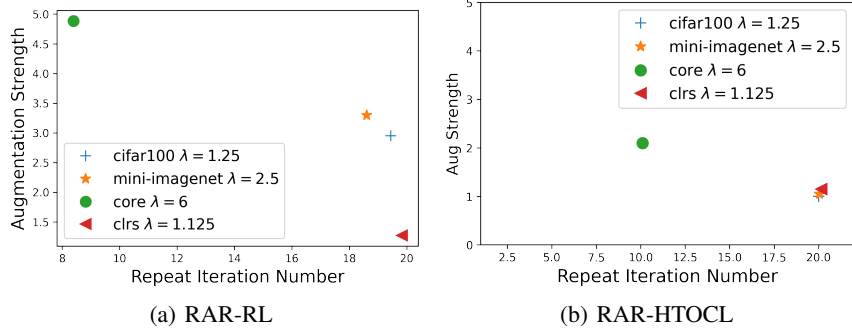 Augmentation Strength
5.0
4.5
4.0
3.5
3.0
2.5
2.0
1.5
cifar100 λ = 1.25
mini-imagenet λ = 2.5
core λ = 6
clrs λ = 1.125
8 10 12 14 16 18 20
Repeat Iteration Number
(a) RAR-RL
Aug Strength
5
4
3
2
1
0
cifar100 λ = 1.25
mini-imagenet λ = 2.5
core λ = 6
clrs λ = 1.125
2.5 5.0 7.5 10.0 12.5 15.0 17.5 20.0
Repeat Iteration Number
(b) RAR-HTOCL